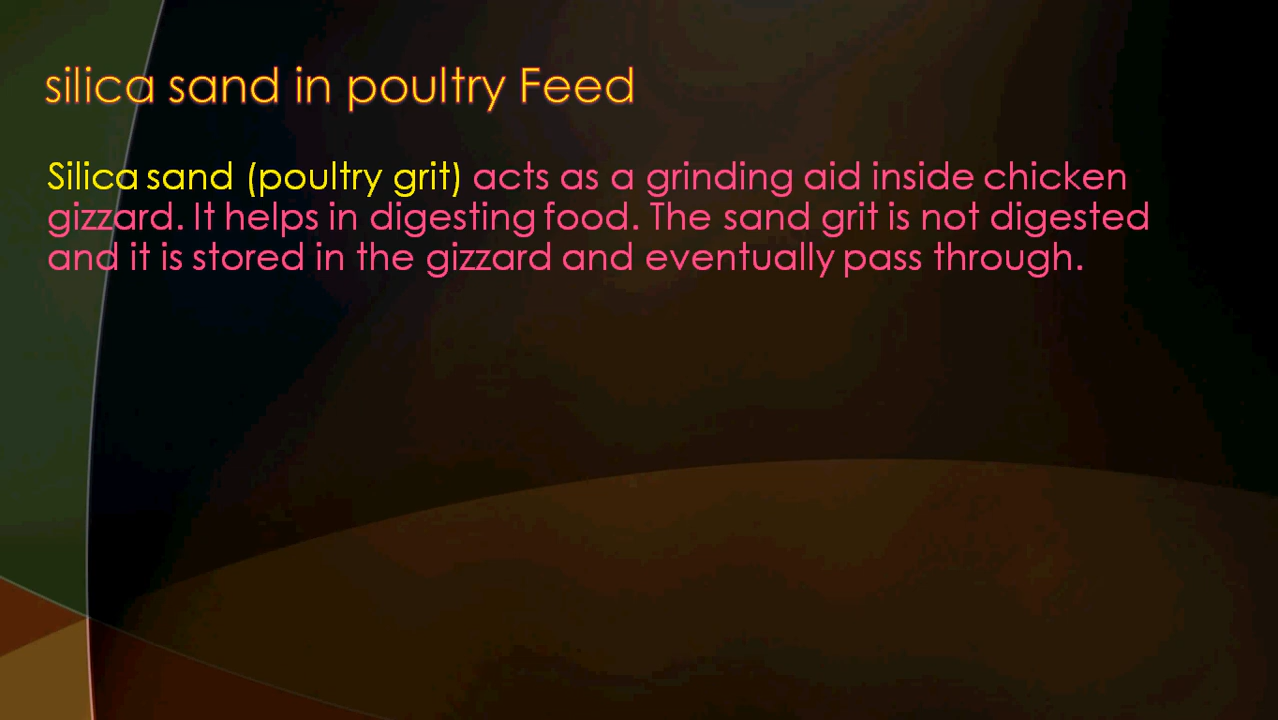 silica sand in poultry Feed
Silica sand (poultry grit) acts as a grinding aid inside chicken
gizzard. It helps in digesting food. The sand grit is not digested
and it is stored in the gizzard and eventually pass through.